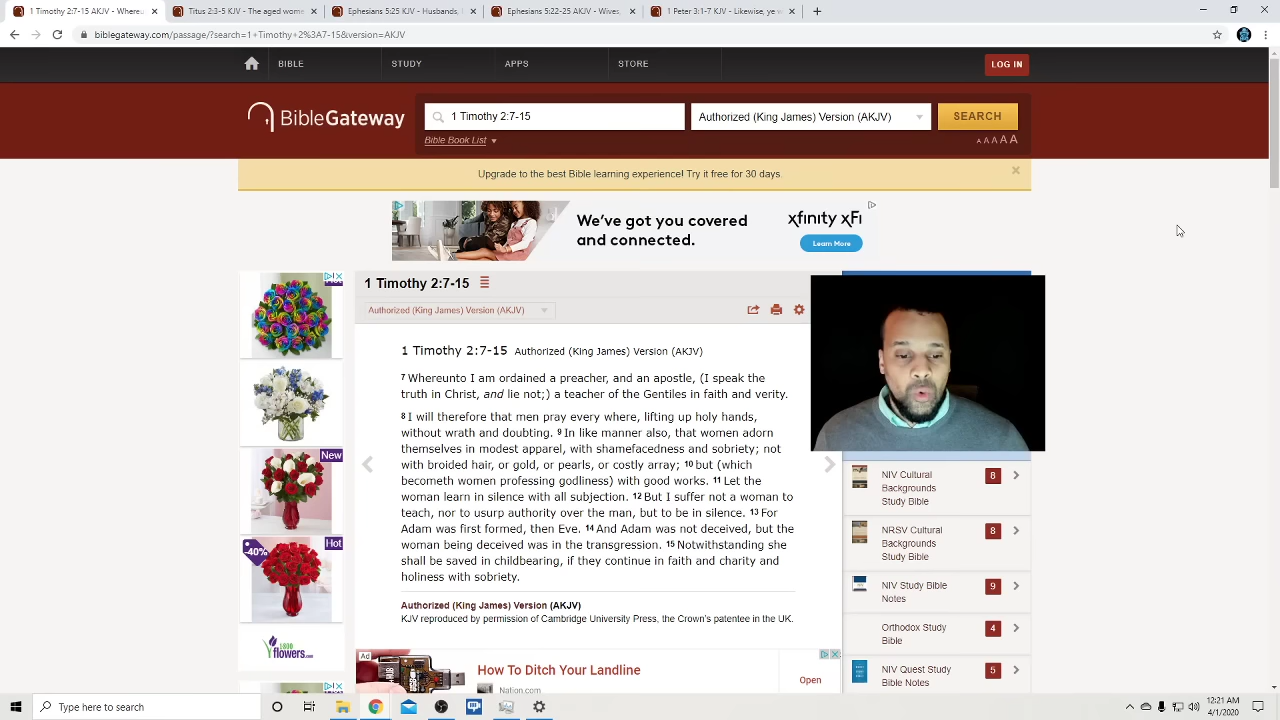 1 Timothy 2:7-15 - Whereunto
Titus 2:3-5 KJV - The aged wome
Colossians
KJV - Husbands,
Ephesians 5:22-25 KJV - Wives,
1 Peter 3:1-7 KJV - Likewise, ye w
biblegateway.com/passage/?search=1+Timothy+2%3A7-15&version=AKJV
BIBLE
STUDY
APPS
STORE
LOG IN
BibleGateway
1 Timothy 2:7-15
Authorized (King James) Version (AKJV)
SEARCH
Bible Book List
A A A A A
Upgrade to the best Bible learning experience! Try it free for 30 days.
We've got you covered
and connected.
xfinity xFi
Learn More
1 Timothy 2:7-15
Authorized (King James) Version (AKJV)
1 Timothy 2:7-15 Authorized (King James) Version (AKJV)
7 Whereunto I am ordained a preacher, and an apostle, (I speak the
truth in Christ, and lie not;) a teacher of the Gentiles in faith and verity.
8 I will therefore that men pray every where, lifting up holy hands,
without wrath and doubting. 9 In like manner also, that women adorn
themselves in modest apparel, with shamefacedness and sobriety; not
with broided hair, or gold, or pearls, or costly array; 10 but (which
becometh women professing godliness) with good works. 11 Let the
woman learn in silence with all subjection. 12 But I suffer not a woman to
teach, nor to usurp authority over the man, but to be in silence. 13 For
Adam was first formed, then Eve. 14 And Adam was not deceived, but the
woman being deceived was in the transgression. 15 Notwithstanding she
shall be saved in childbearing, if they continue in faith and charity and
holiness with sobriety.
Authorized (King James) Version (AKJV)
KJV reproduced by permission of Cambridge University Press, the Crown's patentee in the UK.
New
Hot
-40%
1800
flowers.com
NIV Cultural
Backgrounds
Study Bible
8
NRSV Cultural
Backgrounds
Study Bible
8
NIV Study Bible
Notes
9
Orthodox Study
Bible
4
NIV Quest Study
Bible Notes
5
Ad
How To Ditch Your Landline
Nation.com
Open
Type here to search
12:21 AM
4/1/2020